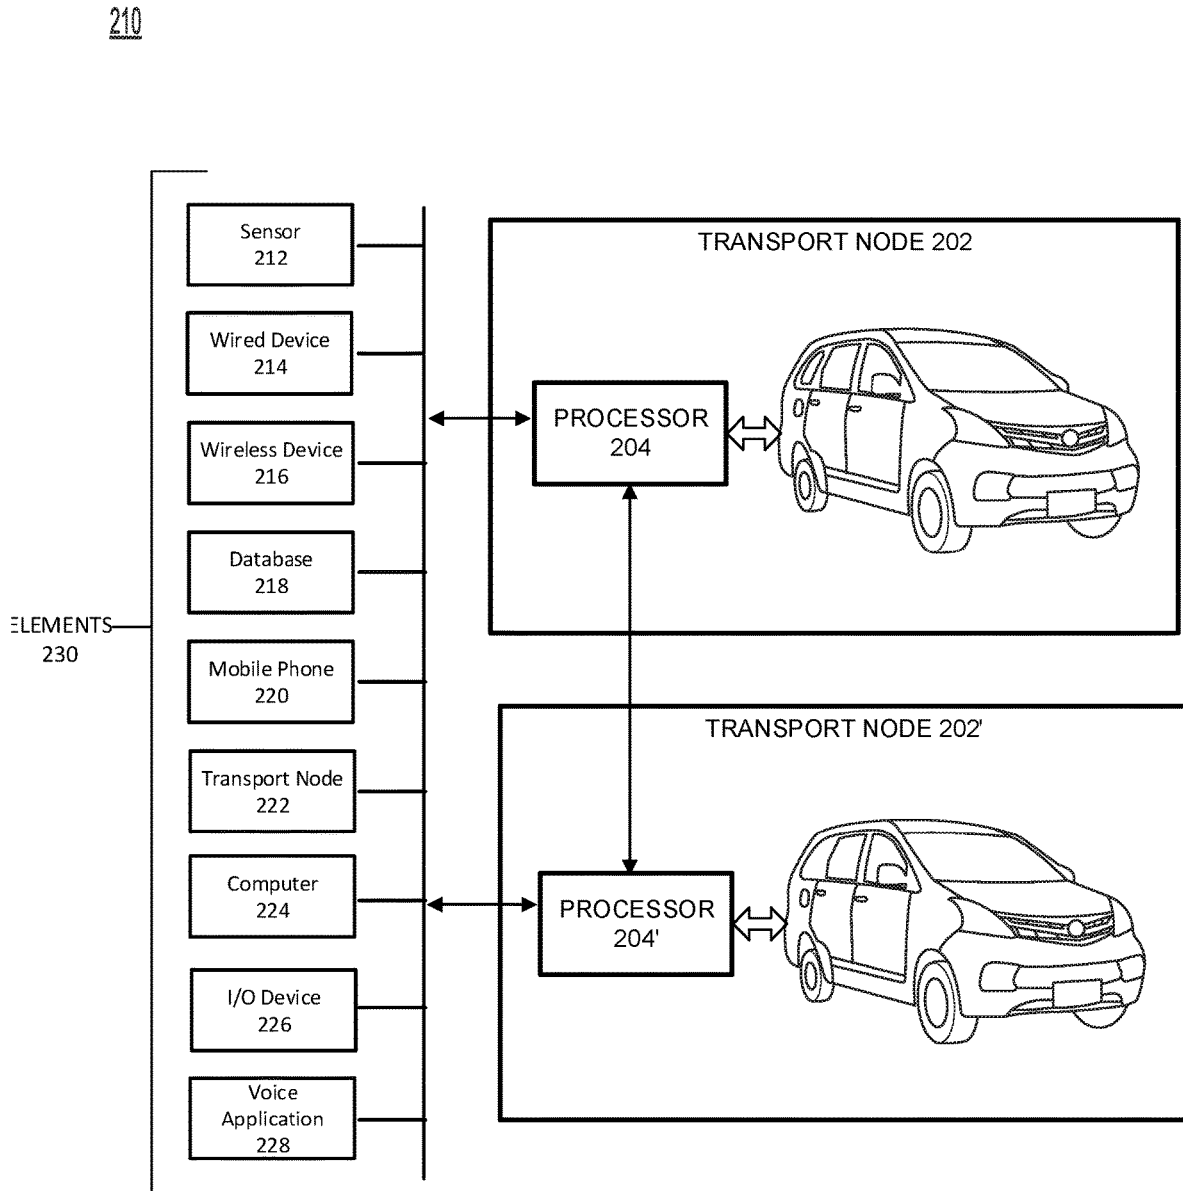 210
Sensor
212
Wired Device
214
Wireless Device
216
Database
218
ELEMENTS
230
Mobile Phone
220
Transport Node
222
Computer
224
I/O Device
226
Voice
Application
228
TRANSPORT NODE 202
PROCESSOR
204
TRANSPORT NODE 202'
PROCESSOR
204'